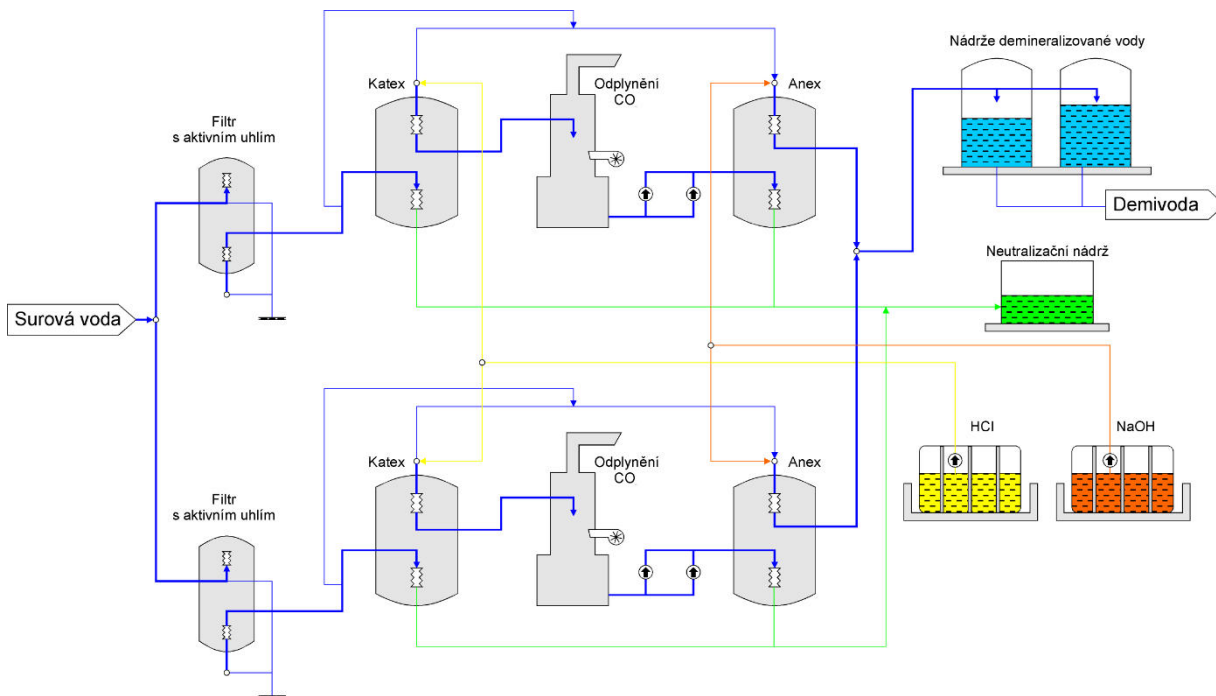 Nádrže demineralizované vody
Katex
Odplynění
CO
Anex
Filtr
s aktivním uhlím
Demivoda
Neutralizační nádrž
Surová voda
HCl
NaOH
Katex
Odplynění
CO
Anex
Filtr
s aktivním uhlím